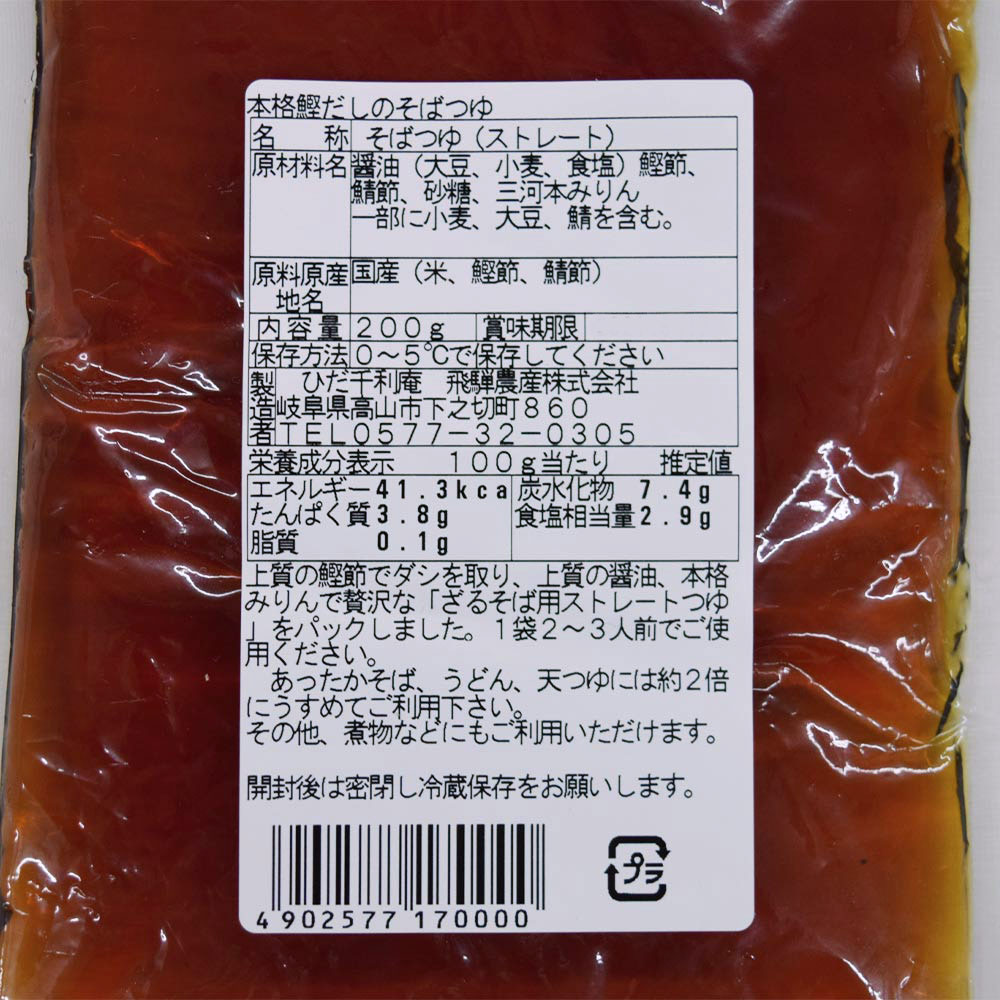 本格鰹だしのそばつゆ
名　称 そばつゆ（ストレート）
原材料名 醤油（大豆、小麦、食塩）鰹節、
鯖節、砂糖、三河本みりん
一部に小麦、大豆、鯖を含む。
原料原産地名 国産（米、鰹節、鯖節）
内容量 200g 賞味期限
保存方法 0～5℃で保存してください
製造者 ひだ千利庵　飛騨農産株式会社
岐阜県高山市下之切町860
TEL0577-32-0305
栄養成分表示　100g当たり　推定値
エネルギー 41.3kca 炭水化物 7.4g
たんぱく質 3.8g 食塩相当量 2.9g
脂質 0.1g
上質の鰹節でダシを取り、上質の醤油、本格
みりんで贅沢な「ざるそば用ストレートつゆ
」をパックしました。1袋2～3人前でご使
用ください。
あったかそば、うどん、天つゆには約2倍
にうすめてご利用下さい。
その他、煮物などにもご利用いただけます。
開封後は密閉し冷蔵保存をお願いします。
4902577170000
プラ